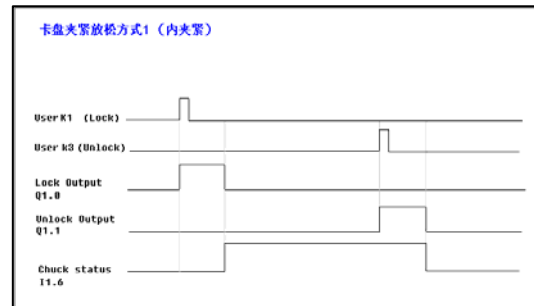 卡盘夹紧放松方式1（内夹紧）
User K1 (Lock)
User k3 (Unlock)
Lock Output
Q1.0
Unlock Output
Q1.1
Chuck status
I1.6